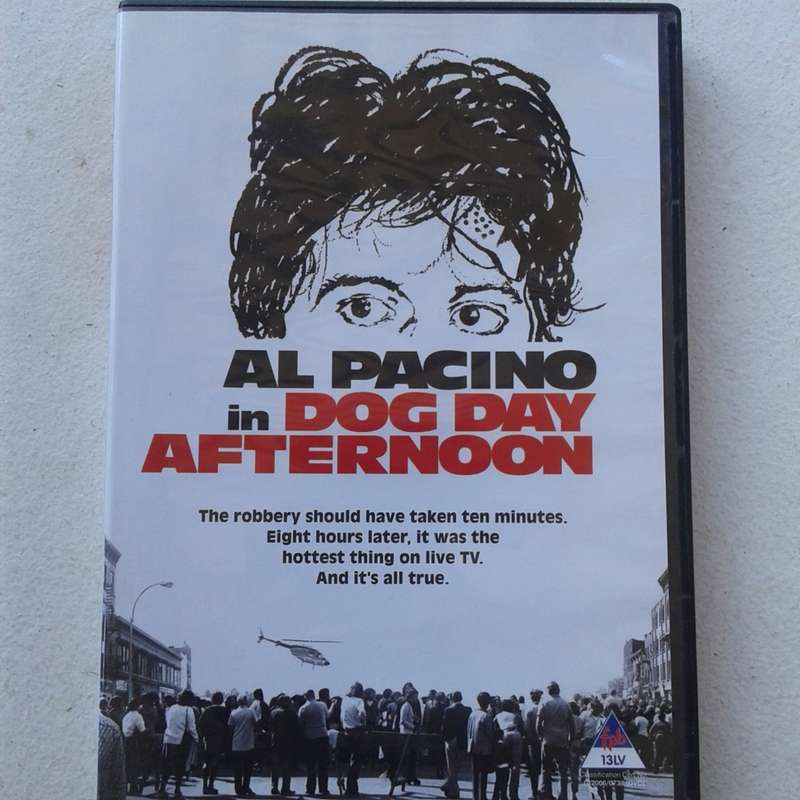 AL PACINO
in DOG DAY
AFTERNOON
The robbery should have taken ten minutes.
Eight hours later, it was the
hottest thing on live TV.
And it's all true.
fpb
13LV